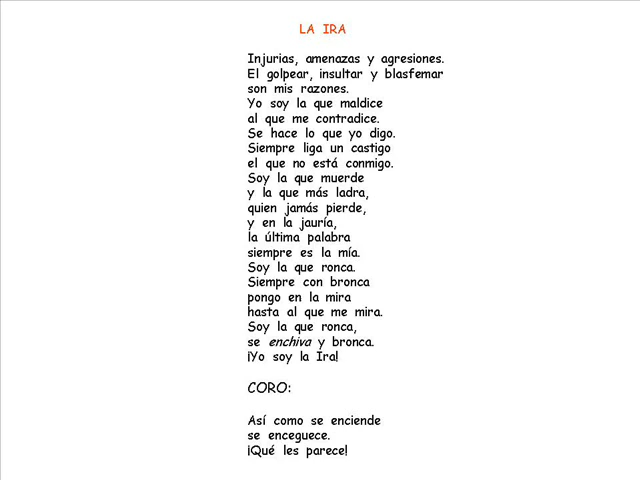 LA IRA
Injurias, amenazas y agresiones.
El golpear, insultar y blasfemar
son mis razones.
Yo soy la que maldice
al que me contradice.
Se hace lo que yo digo.
Siempre liga un castigo
el que no está conmigo.
Soy la que muerde
y la que más ladra,
quien jamás pierde,
y en la jauría,
la última palabra
siempre es la mía.
Soy la que ronca.
Siempre con bronca
pongo en la mira
hasta al que me mira.
Soy la que ronca,
se enchiva y bronca.
¡Yo soy la Ira!
CORO:
Así como se enciende
se enceguece.
¡Qué les parece!